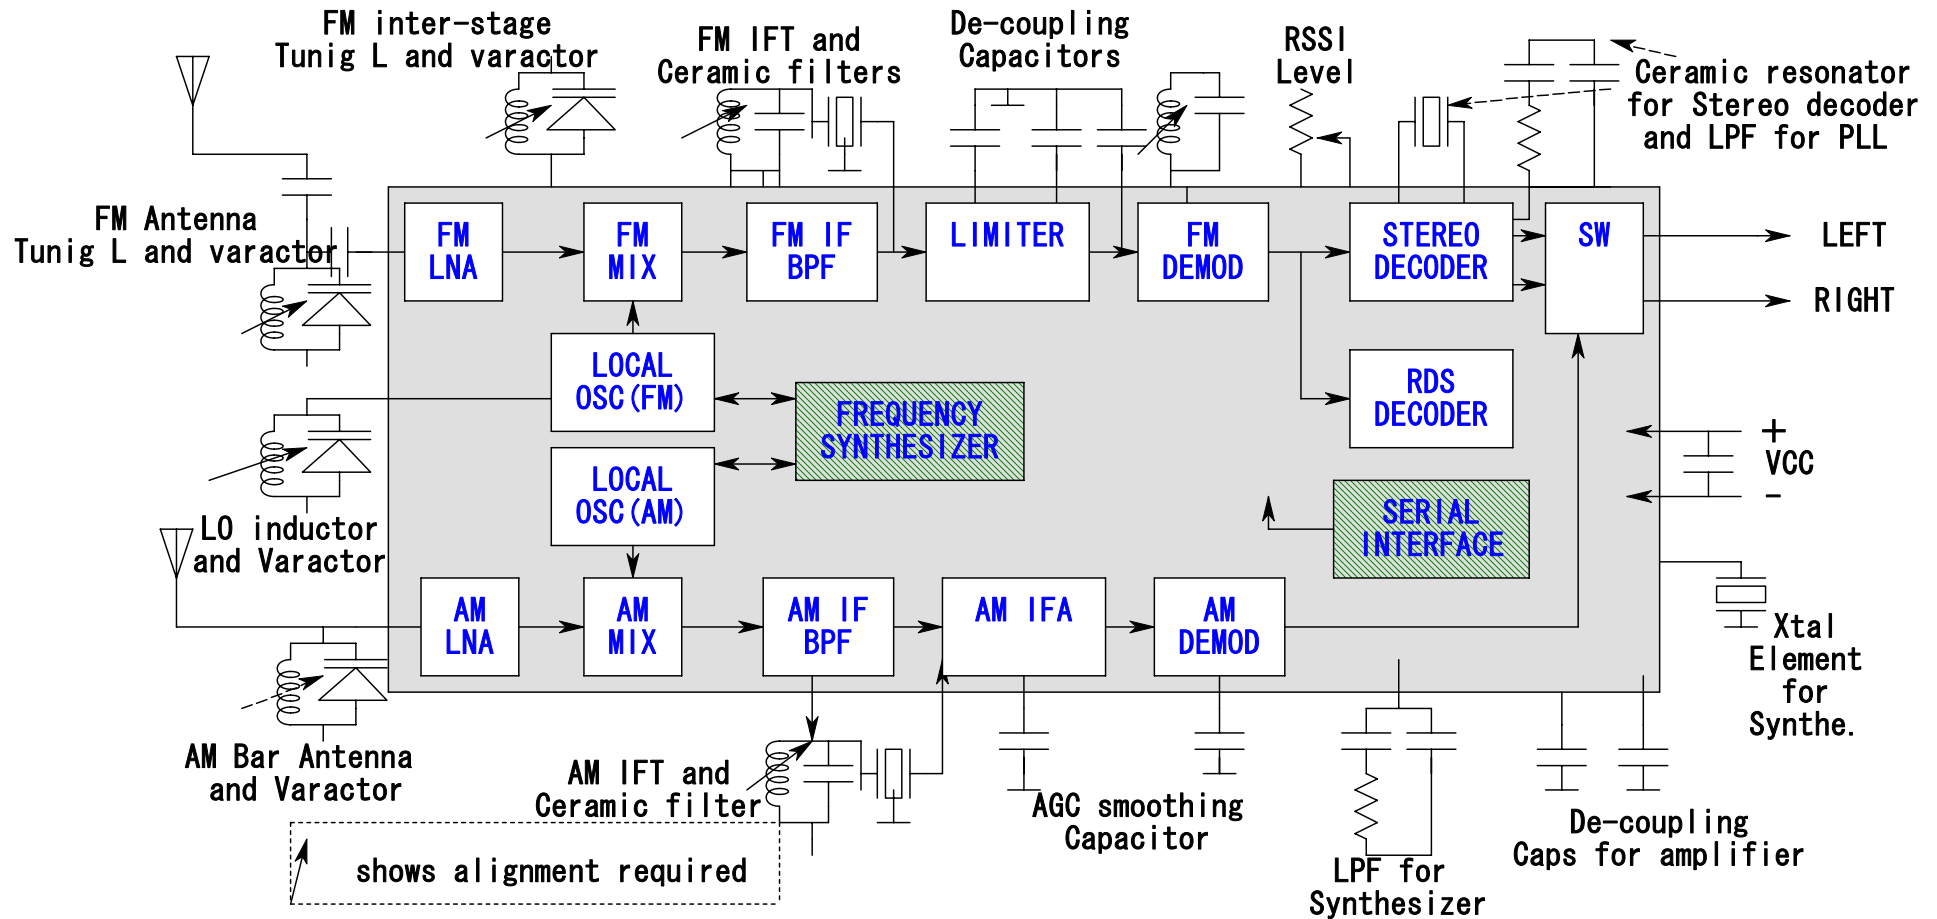 FM inter-stage
Tunig L and varactor
FM IFT and
Ceramic filters
De-coupling
Capacitors
RSSI
Level
Ceramic resonator
for Stereo decoder
and LPF for PLL
FM Antenna
Tunig L and varactor
FM
LNA
FM
MIX
FM IF
BPF
LIMITER
FM
DEMOD
STEREO
DECODER
SW
LEFT
RIGHT
LOCAL
OSC(FM)
FREQUENCY
SYNTHESIZER
RDS
DECODER
+
VCC
-
LOCAL
OSC(AM)
SERIAL
INTERFACE
LO inductor
and Varactor
AM
LNA
AM
MIX
AM IF
BPF
AM IFA
AM
DEMOD
Xtal
Element
for
Synthe.
AM Bar Antenna
and Varactor
AM IFT and
Ceramic filter
AGC smoothing
Capacitor
LPF for
Synthesizer
De-coupling
Caps for amplifier
shows alignment required